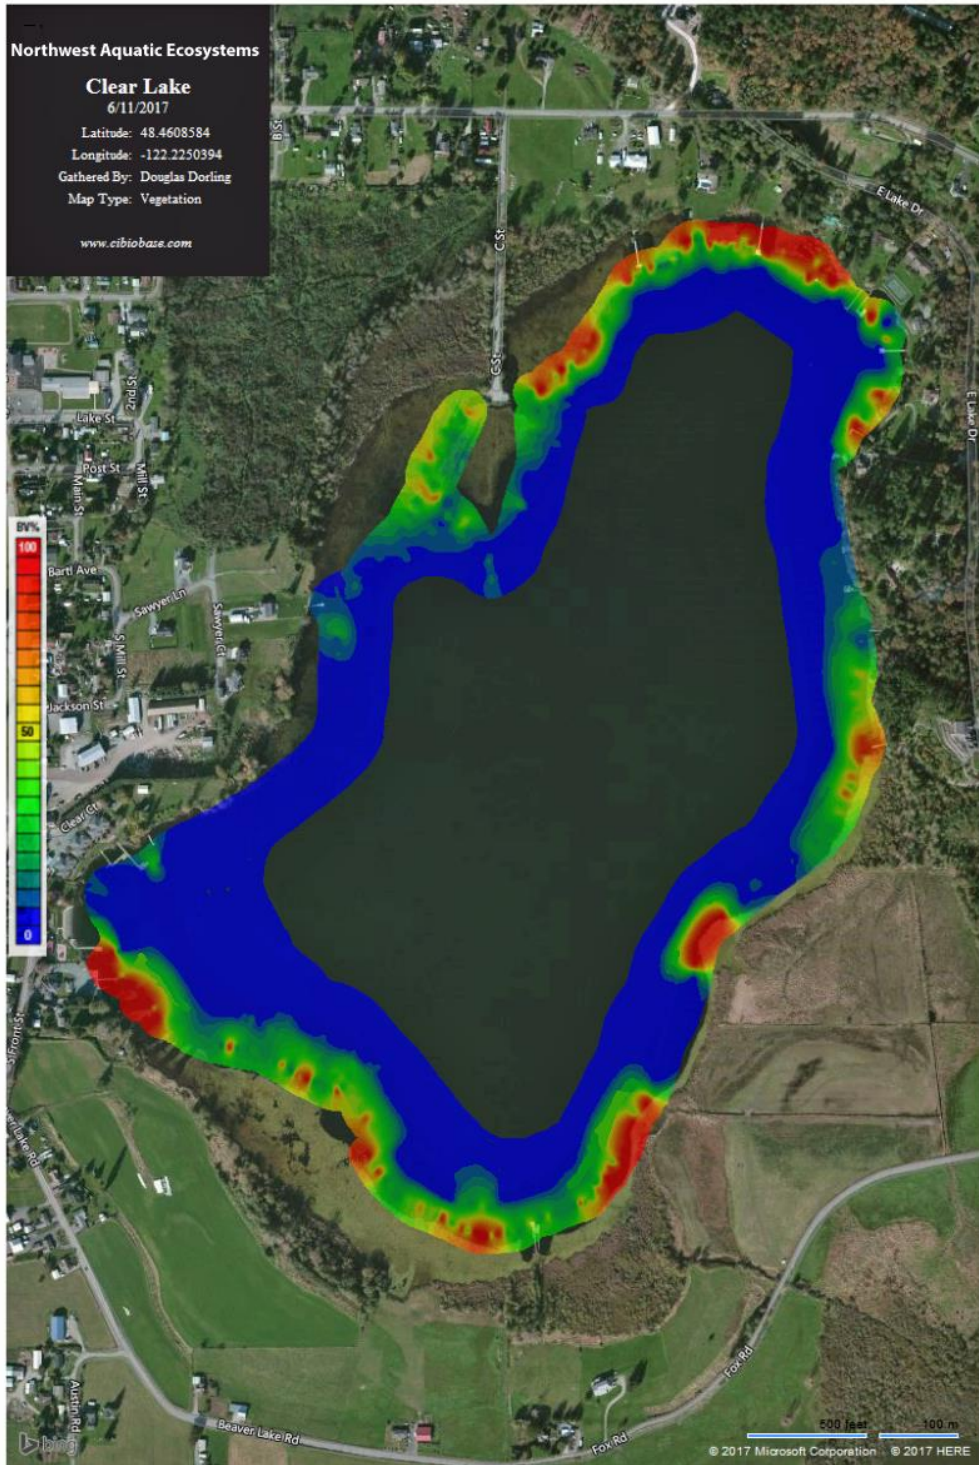 Northwest Aquatic Ecosystems
Clear Lake
6/11/2017
Latitude: 48.4608584
Longitude: -122.2250394
Gathered By: Douglas Dorling
Map Type: Vegetation
www.cibiobase.com
B St
C St
E Lake Dr
C St
2nd St
Lake St
E Lake Dr
Post St
Mill St
Main St
BV%
100
Bartl Ave
Sawyer Ln
Sawyer Ct
S Mill St
Jackson St
50
Clear Ct
0
S Front St
Lake Rd
Fox Rd
Austin Rd
Beaver Lake Rd
Fox Rd
500 feet
100 m
bing
© 2017 Microsoft Corporation © 2017 HERE